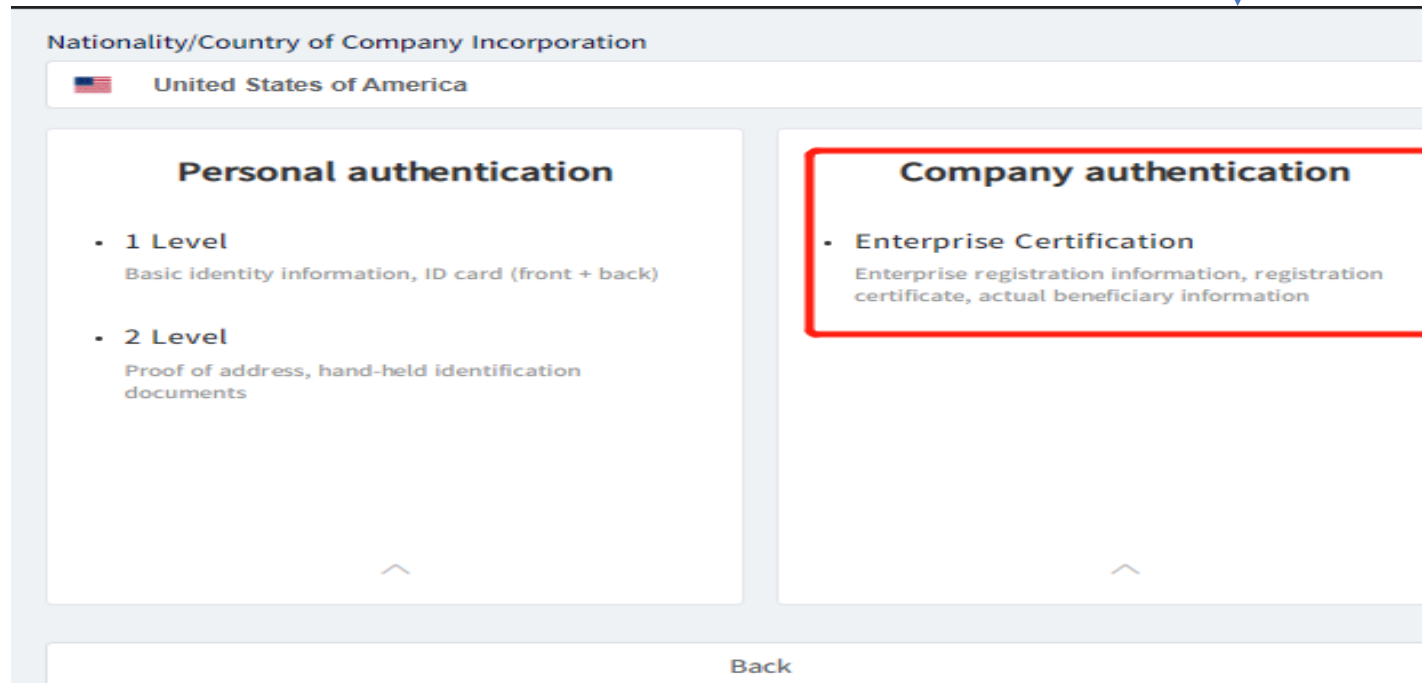 Nationality/Country of Company Incorporation
United States of America
Personal authentication
• 1 Level
Basic identity information, ID card (front + back)
• 2 Level
Proof of address, hand-held identification
documents
Company authentication
• Enterprise Certification
Enterprise registration information, registration
certificate, actual beneficiary information
Back